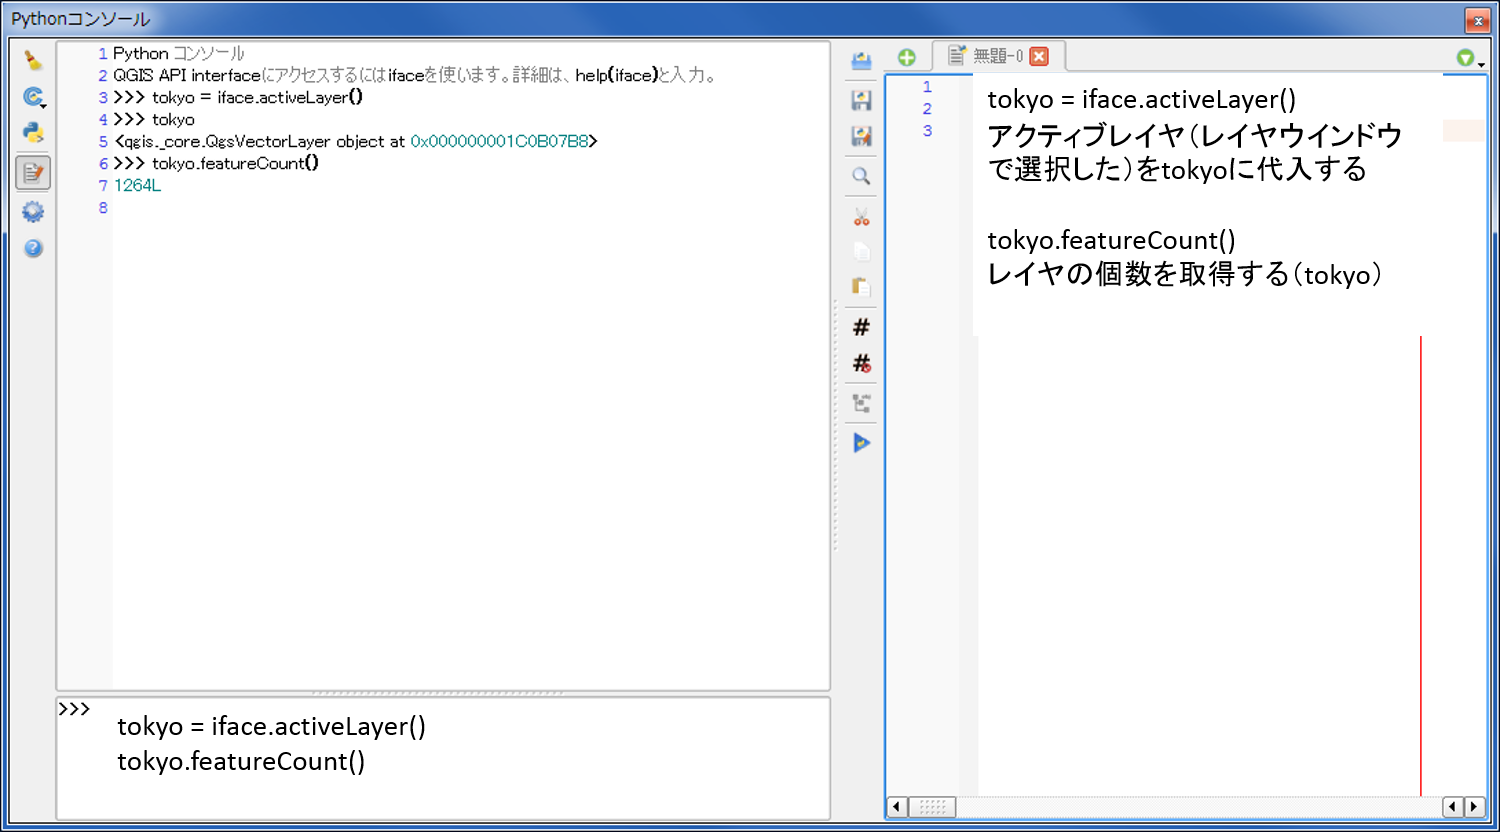 Pythonコンソール
1 Python コンソール
2 QGIS API interfaceにアクセスするにはifaceを使います。詳細は、help(iface)と入力。
3 >>> tokyo = iface.activeLayer()
4 >>> tokyo
5 <qgis._core.QgsVectorLayer object at 0x000000001C0B07B8>
6 >>> tokyo.featureCount()
7 1264L
8
>>>
tokyo = iface.activeLayer()
tokyo.featureCount()
無題-0
1
2
3
tokyo = iface.activeLayer()
アクティブレイヤ（レイヤウインドウ
で選択した）をtokyoに代入する
tokyo.featureCount()
レイヤの個数を取得する（tokyo）